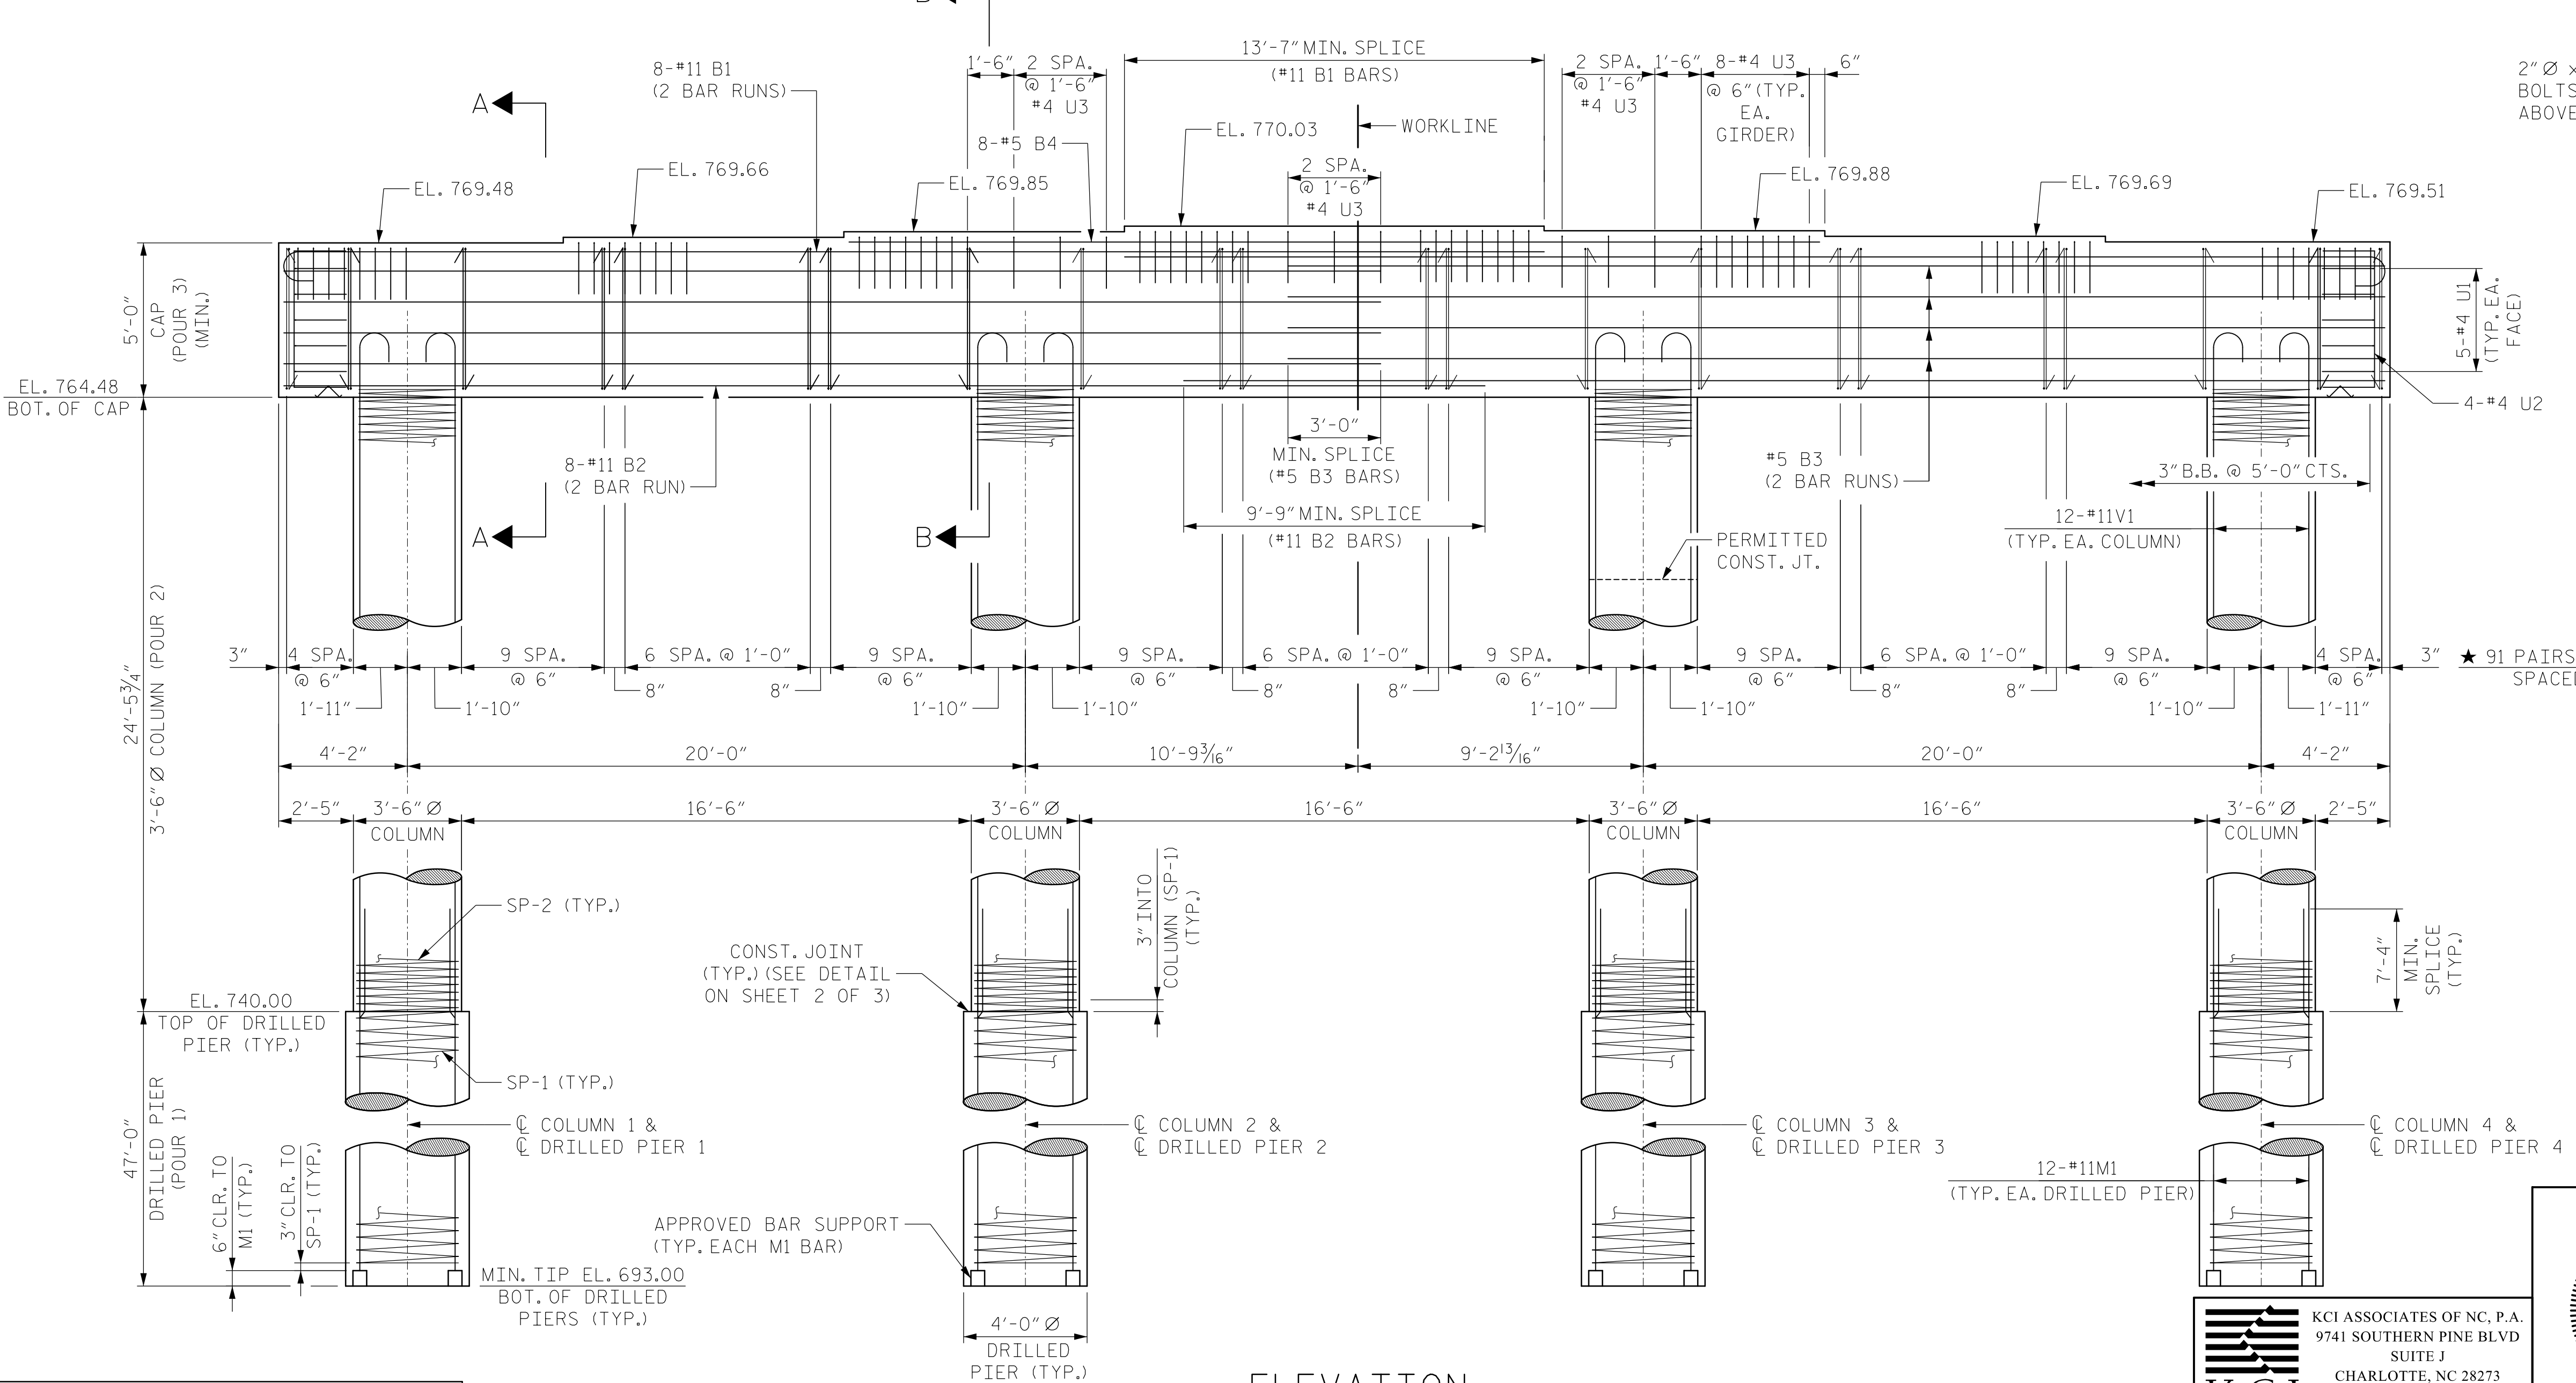 B
13′-7″ MIN. SPLICE
(#11 B1 BARS)
1′-6″
2 SPA.
@ 1′-6″
#4 U3
2 SPA.
@ 1′-6″
#4 U3
1′-6″
8-#4 U3
@ 6″ (TYP.
EA.
GIRDER)
6″
2″ Ø ×
BOLTS
ABOVE
8-#11 B1
(2 BAR RUNS)
A
8-#5 B4
EL. 770.03
WORKLINE
2 SPA.
@ 1′-6″
#4 U3
EL. 769.48
EL. 769.66
EL. 769.85
EL. 769.88
EL. 769.69
EL. 769.51
5′-0″
CAP
(POUR 3)
(MIN.)
5-#4 U1
(TYP. EA.
FACE)
EL. 764.48
BOT. OF CAP
4-#4 U2
3′-0″
MIN. SPLICE
(#5 B3 BARS)
8-#11 B2
(2 BAR RUN)
#5 B3
(2 BAR RUNS)
3″ B.B. @ 5′-0″ CTS.
9′-9″ MIN. SPLICE
(#11 B2 BARS)
A
B
PERMITTED
CONST. JT.
12-#11V1
(TYP. EA. COLUMN)
24′-5¾″
3′-6″ Ø COLUMN (POUR 2)
3″
4 SPA.
@ 6″
9 SPA.
@ 6″
6 SPA. @ 1′-0″
9 SPA.
@ 6″
9 SPA.
@ 6″
6 SPA. @ 1′-0″
9 SPA.
@ 6″
9 SPA.
@ 6″
6 SPA. @ 1′-0″
9 SPA.
@ 6″
4 SPA.
@ 6″
3″
★ 91 PAIRS
8″
8″
8″
8″
8″
8″
1′-11″
1′-10″
1′-10″
1′-10″
1′-10″
1′-10″
1′-10″
1′-11″
4′-2″
20′-0″
10′-9 3/16″
9′-2 13/16″
20′-0″
4′-2″
2′-5″
3′-6″ Ø
COLUMN
16′-6″
3′-6″ Ø
COLUMN
16′-6″
3′-6″ Ø
COLUMN
16′-6″
3′-6″ Ø
COLUMN
2′-5″
SP-2 (TYP.)
CONST. JOINT
(TYP.) (SEE DETAIL
ON SHEET 2 OF 3)
3″ INTO
COLUMN (SP-1)
(TYP.)
7′-4″
MIN.
SPLICE
(TYP.)
EL. 740.00
TOP OF DRILLED
PIER (TYP.)
SP-1 (TYP.)
47′-0″
DRILLED PIER
(POUR 1)
℄ COLUMN 1 &
℄ DRILLED PIER 1
℄ COLUMN 2 &
℄ DRILLED PIER 2
℄ COLUMN 3 &
℄ DRILLED PIER 3
℄ COLUMN 4 &
℄ DRILLED PIER 4
6″ CLR. TO
M1 (TYP.)
3″ CLR. TO
SP-1 (TYP.)
APPROVED BAR SUPPORT
(TYP. EACH M1 BAR)
12-#11M1
(TYP. EA. DRILLED PIER)
MIN. TIP EL. 693.00
BOT. OF DRILLED
PIERS (TYP.)
4′-0″ Ø
DRILLED
PIER (TYP.)
ELEVATION
KCI ASSOCIATES OF NC, P.A.
9741 SOUTHERN PINE BLVD
SUITE J
CHARLOTTE, NC 28273
KCI